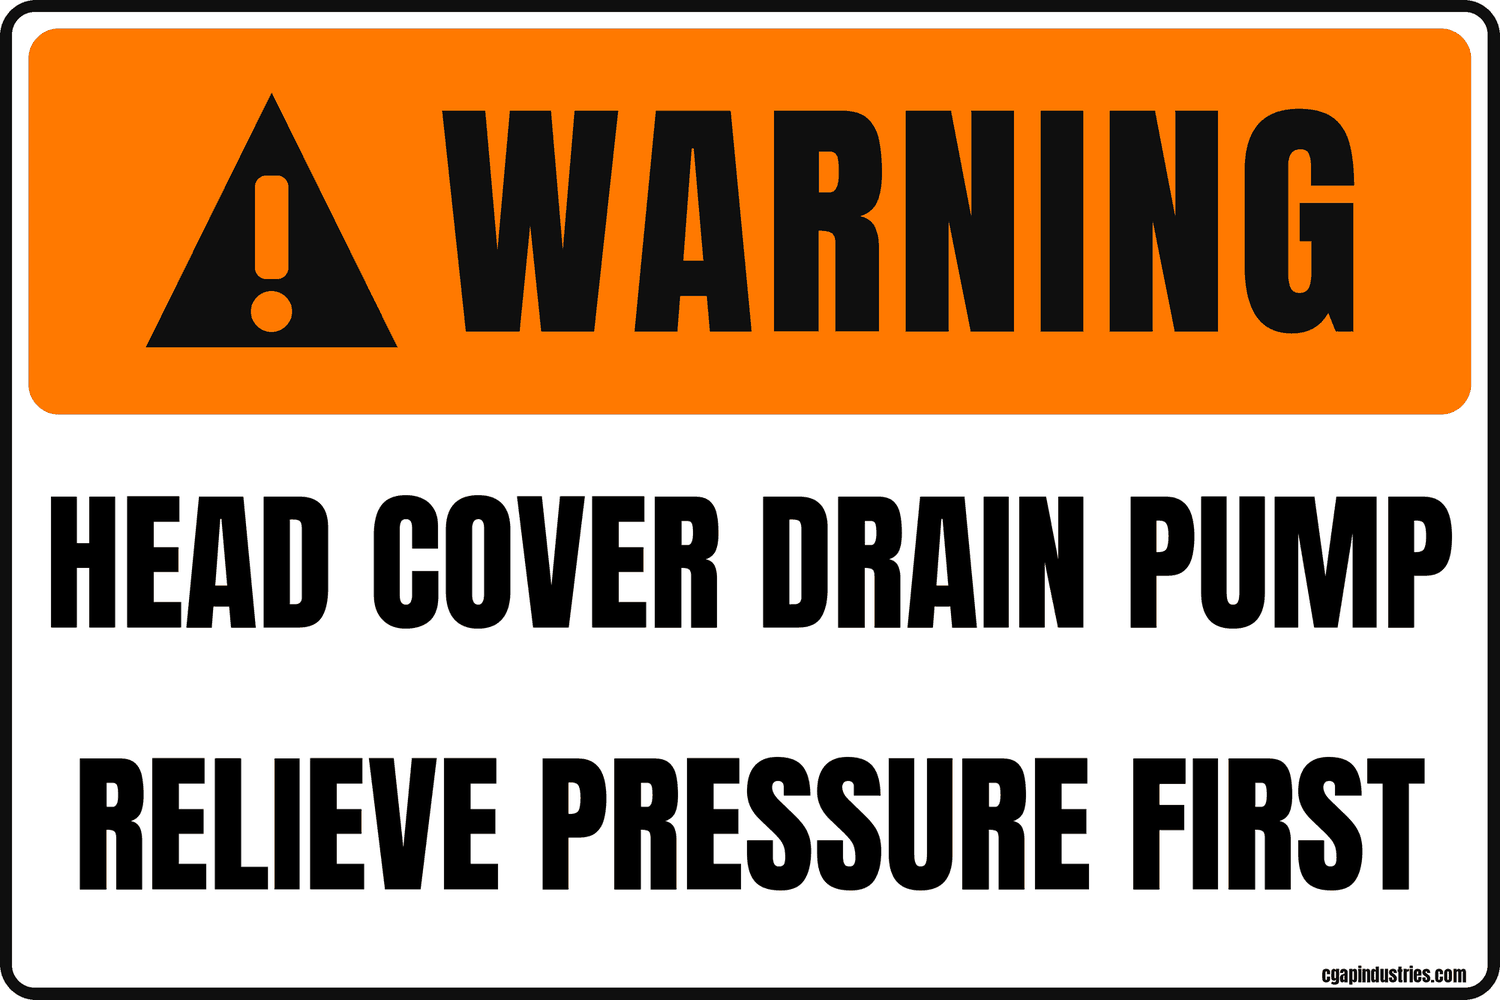 WARNING
HEAD COVER DRAIN PUMP
RELIEVE PRESSURE FIRST
cgapindustries.com